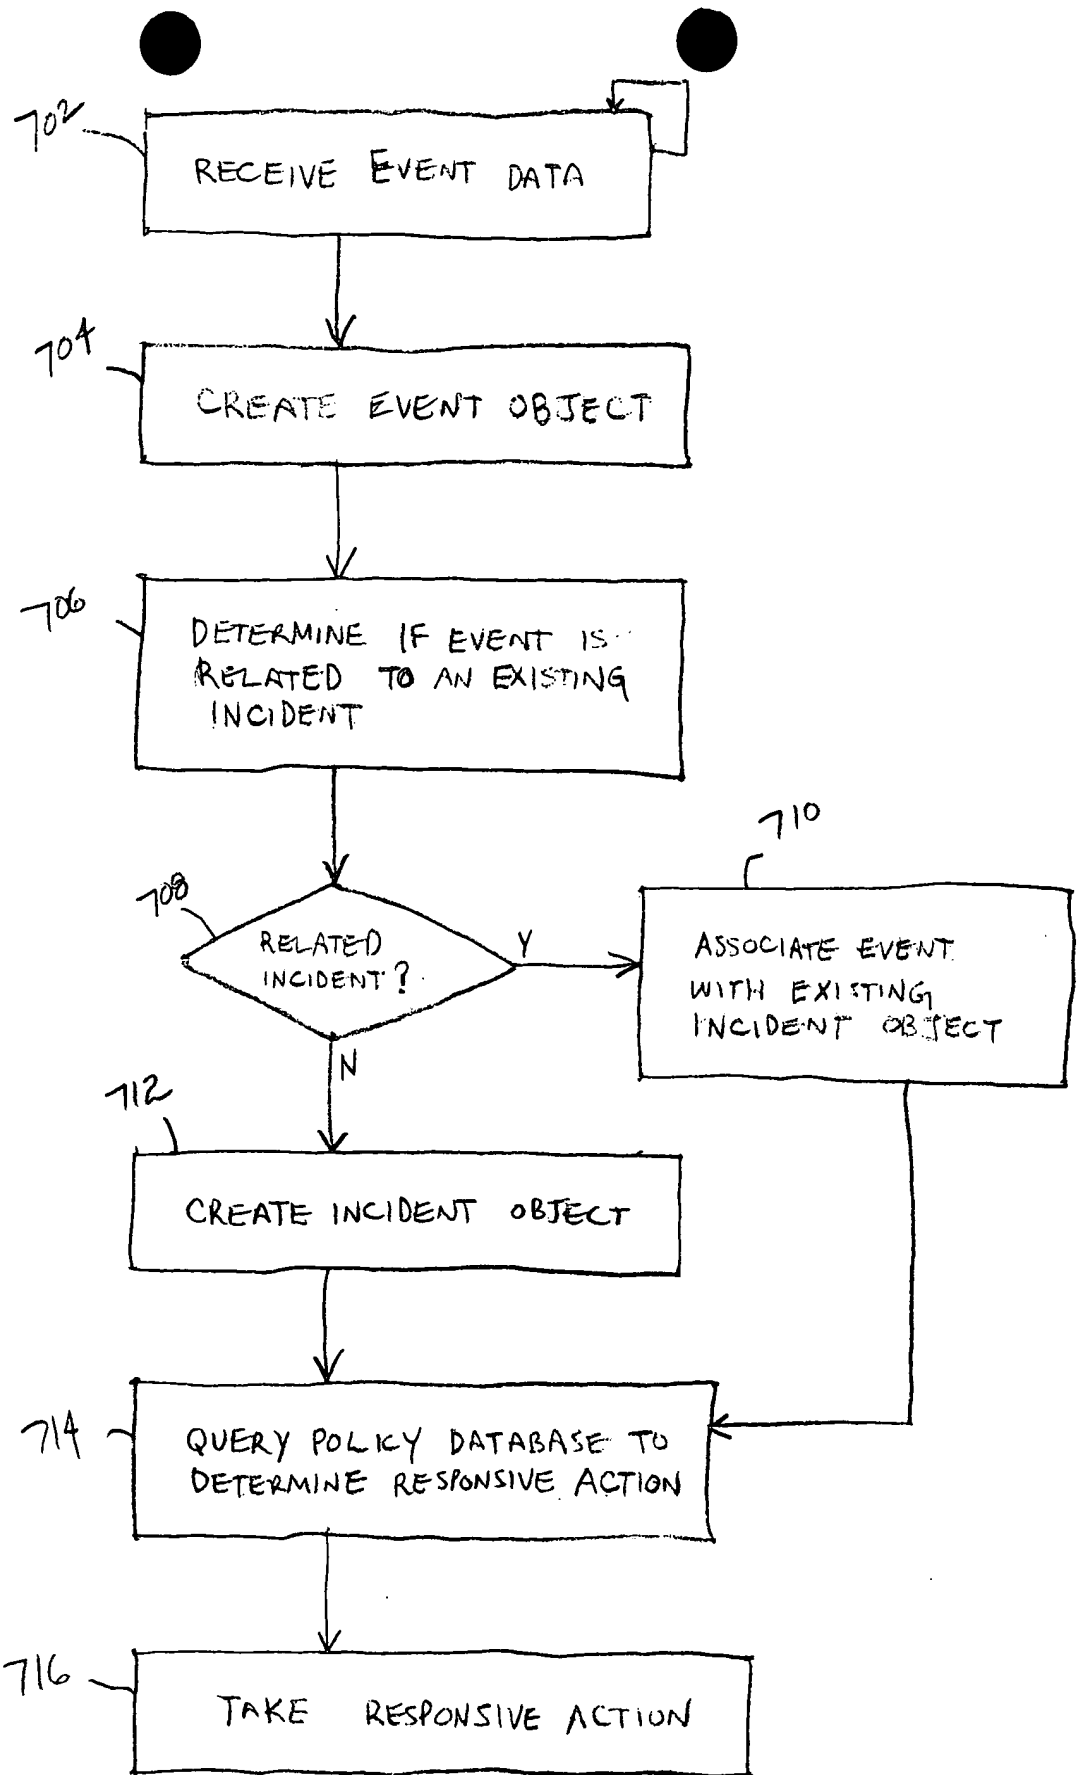 702
RECEIVE EVENT DATA
704
CREATE EVENT OBJECT
706
DETERMINE IF EVENT IS
RELATED TO AN EXISTING
INCIDENT
708
RELATED
INCIDENT?
Y
N
710
ASSOCIATE EVENT
WITH EXISTING
INCIDENT OBJECT
712
CREATE INCIDENT OBJECT
714
QUERY POLICY DATABASE TO
DETERMINE RESPONSIVE ACTION
716
TAKE RESPONSIVE ACTION